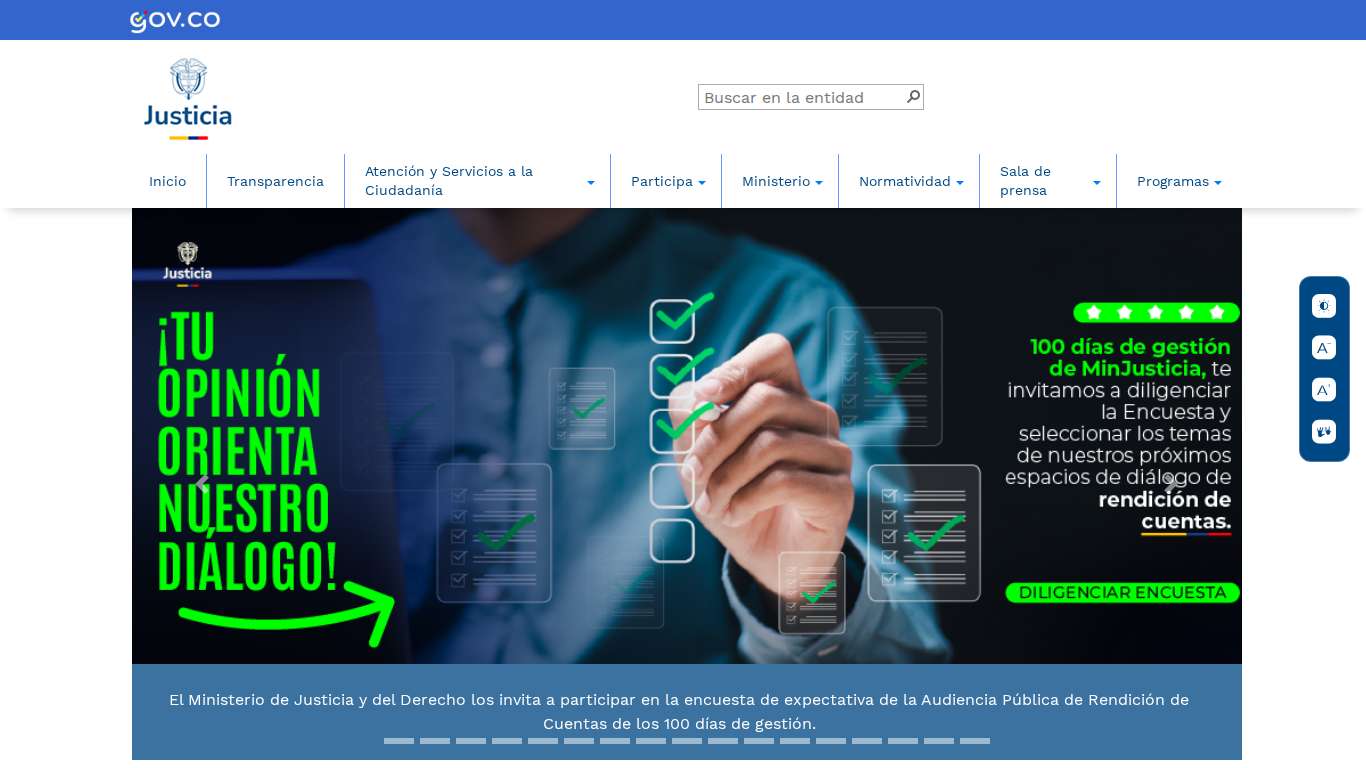 gov.co
Justicia
Buscar en la entidad
Inicio
Transparencia
Atención y Servicios a la
Ciudadanía
Participa
Ministerio
Normatividad
Sala de
prensa
Programas
Justicia
¡TU
OPINIÓN
ORIENTA
NUESTRO
DIÁLOGO!
100 días de gestión
de MinJusticia, te
invitamos a diligenciar
la Encuesta y
seleccionar los temas
de nuestros próximos
espacios de diálogo de
rendición de
cuentas.
DILIGENCIAR ENCUESTA
A-
A+
El Ministerio de Justicia y del Derecho los invita a participar en la encuesta de expectativa de la Audiencia Pública de Rendición de
Cuentas de los 100 días de gestión.